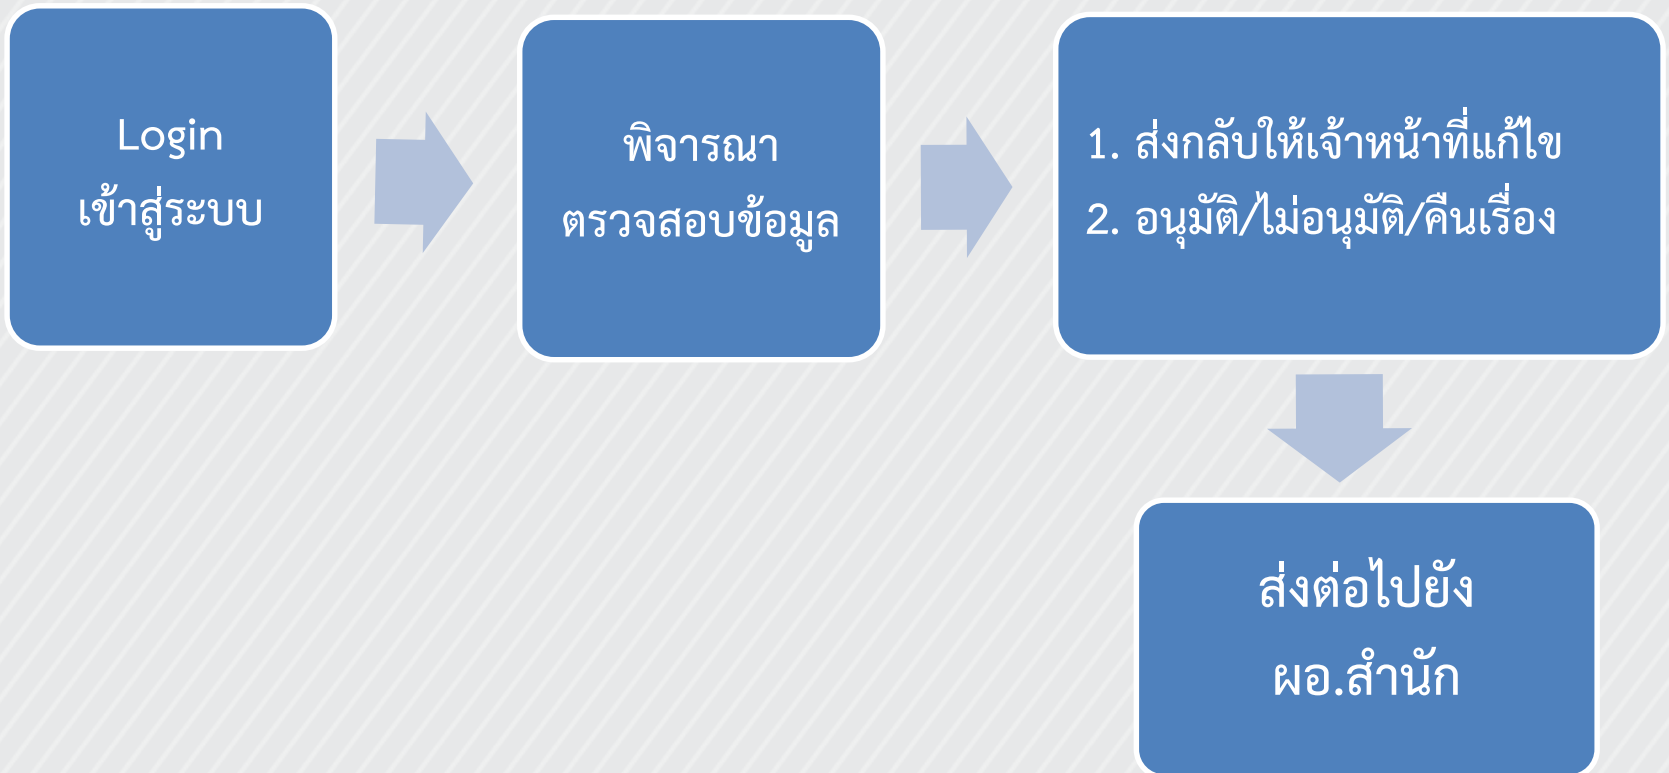 Login
เข้าสู่ระบบ
พิจารณา
ตรวจสอบข้อมูล
1. ส่งกลับให้เจ้าหน้าที่แก้ไข
2. อนุมัติ/ไม่อนุมัติ/คืนเรื่อง
ส่งต่อไปยัง
ผอ.สำนัก